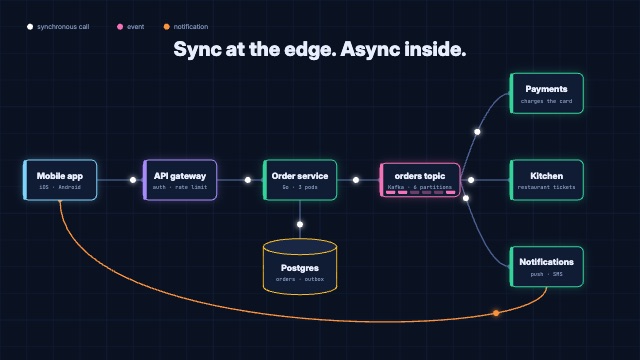 synchronous call
event
notification
Sync at the edge. Async inside.
Payments
charges the card
Mobile app
iOS · Android
API gateway
auth · rate limit
Order service
Go · 3 pods
orders topic
Kafka · 6 partitions
Kitchen
restaurant tickets
Postgres
orders · outbox
Notifications
push · SMS